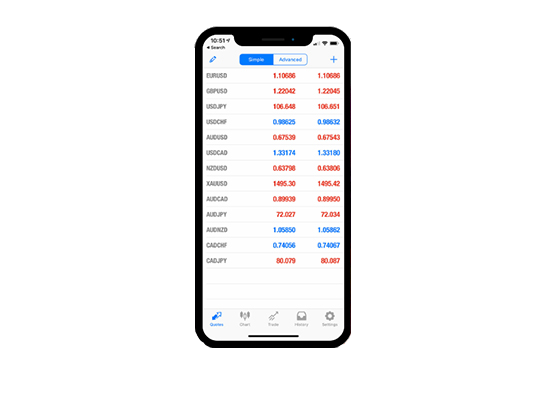 10:51
Search
Simple Advanced
EURUSD 1.10686 1.10686
GBPUSD 1.22042 1.22045
USDJPY 106.648 106.651
USDCHF 0.98625 0.98632
AUDUSD 0.67539 0.67543
USDCAD 1.33174 1.33180
NZDUSD 0.63798 0.63806
XAUUSD 1495.30 1495.42
AUDCAD 0.89939 0.89950
AUDJPY 72.027 72.034
AUDNZD 1.05850 1.05862
CADCHF 0.74056 0.74067
CADJPY 80.079 80.087
Quotes Chart Trade History Settings